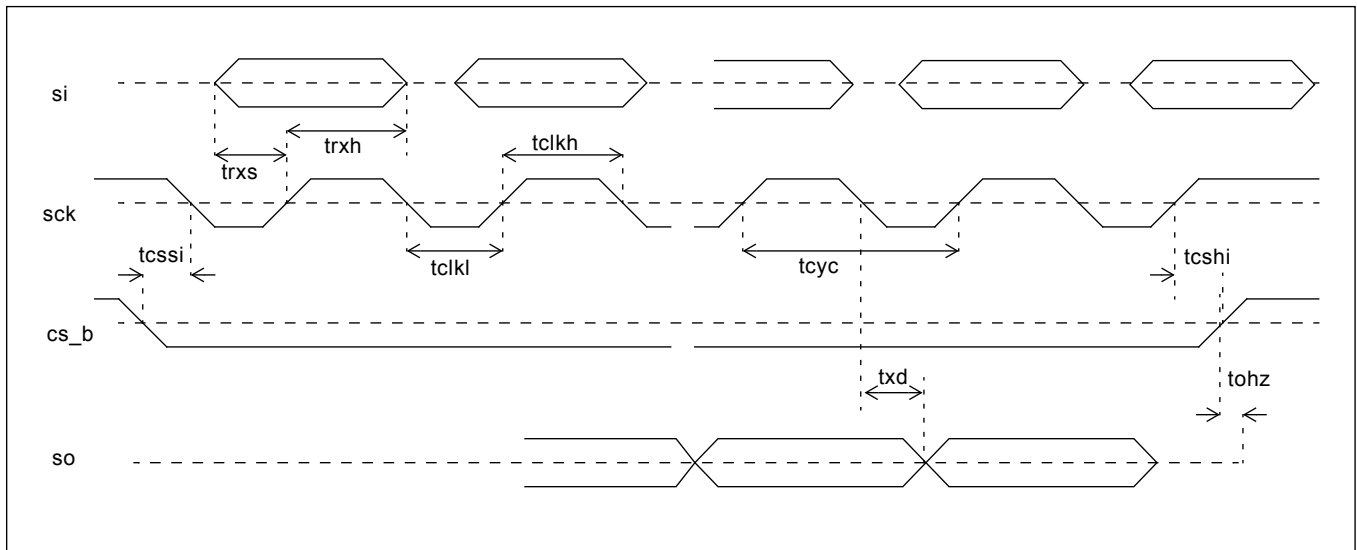 si
trxh
tclkh
trxs
sck
tcssi
tclkl
tcyc
tcshi
cs_b
txd
tohz
so